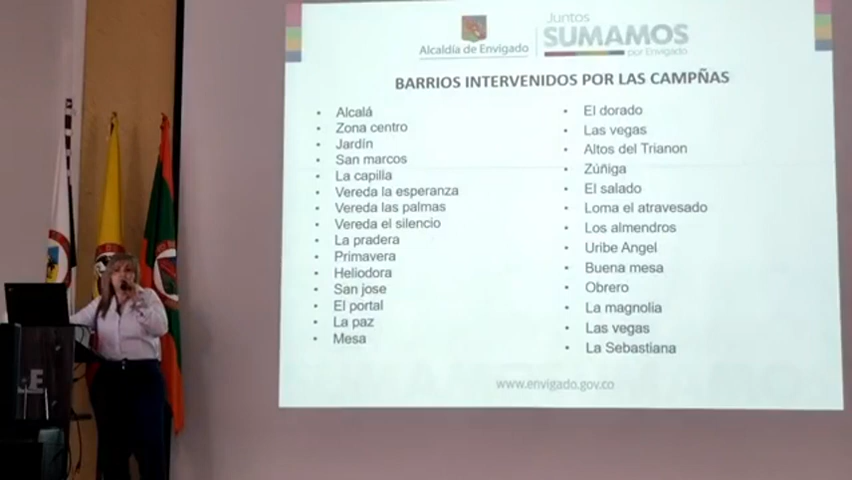 Alcaldía de Envigado
Juntos
SUMAMOS
por Envigado
BARRIOS INTERVENIDOS POR LAS CAMPÑAS
• Alcalá
• Zona centro
• Jardín
• San marcos
• La capilla
• Vereda la esperanza
• Vereda las palmas
• Vereda el silencio
• La pradera
• Primavera
• Heliodora
• San jose
• El portal
• La paz
• Mesa
• El dorado
• Las vegas
• Altos del Trianon
• Zúñiga
• El salado
• Loma el atravesado
• Los almendros
• Uribe Angel
• Buena mesa
• Obrero
• La magnolia
• Las vegas
• La Sebastiana
www.envigado.gov.co
LE